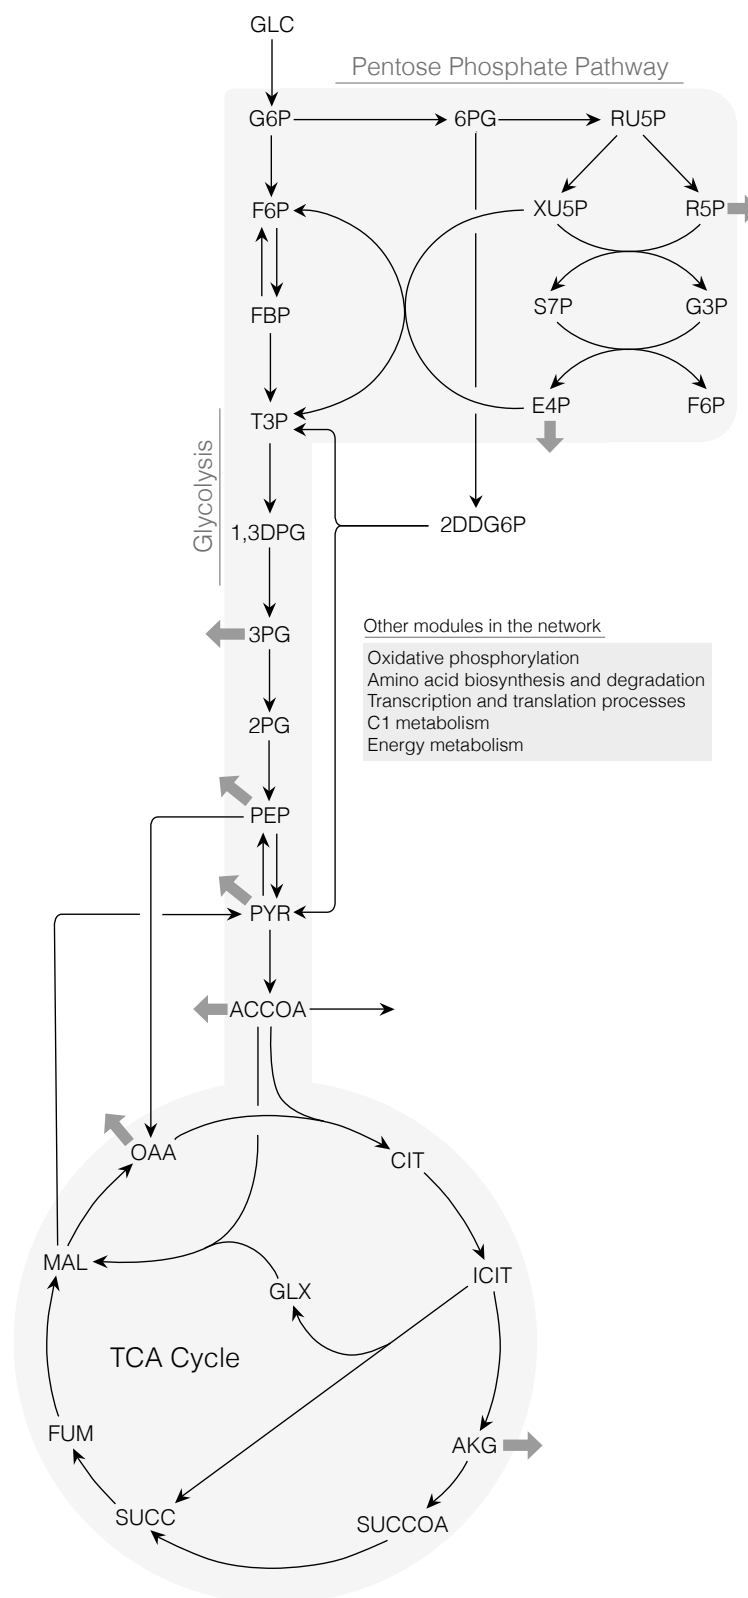 GLC
Pentose Phosphate Pathway
G6P
6PG
RU5P
F6P
XU5P
R5P
FBP
S7P
G3P
T3P
E4P
F6P
Glycolysis
1,3DPG
2DDG6P
3PG
Other modules in the network
Oxidative phosphorylation
Amino acid biosynthesis and degradation
Transcription and translation processes
C1 metabolism
Energy metabolism
2PG
PEP
PYR
ACCOA
OAA
CIT
MAL
ICIT
GLX
TCA Cycle
FUM
AKG
SUCC
SUCCOA